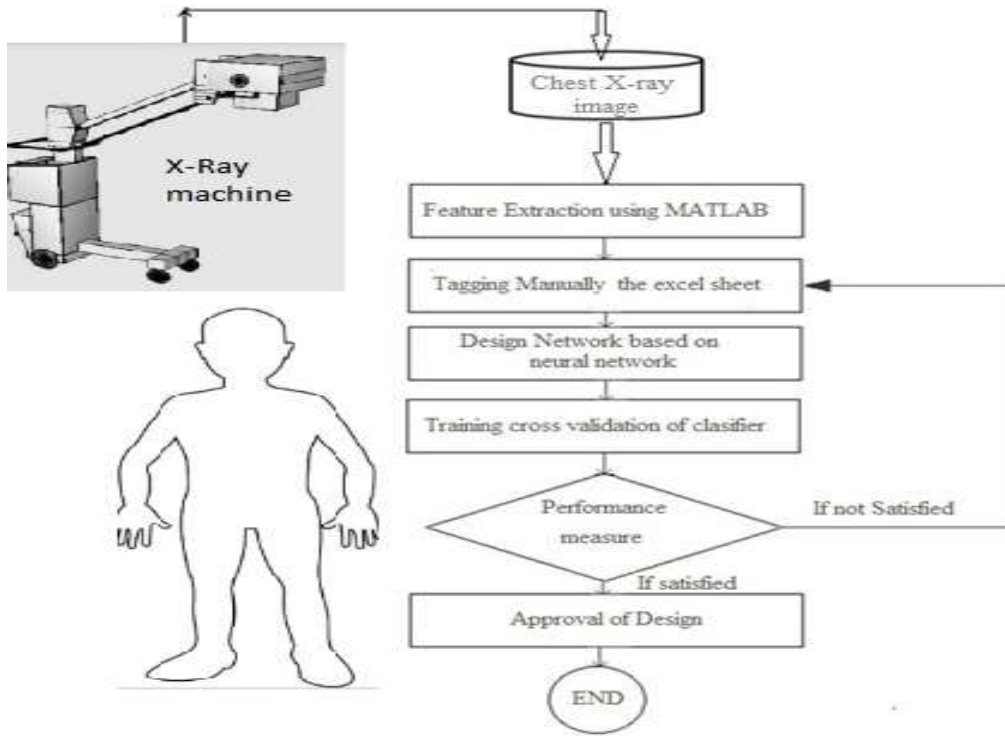 X-Ray
machine
Chest X-ray
image
Feature Extraction using MATLAB
Tagging Manually the excel sheet
Design Network based on
neural network
Training cross validation of clasifier
Performance
measure
If not Satisfied
If satisfied
Approval of Design
END